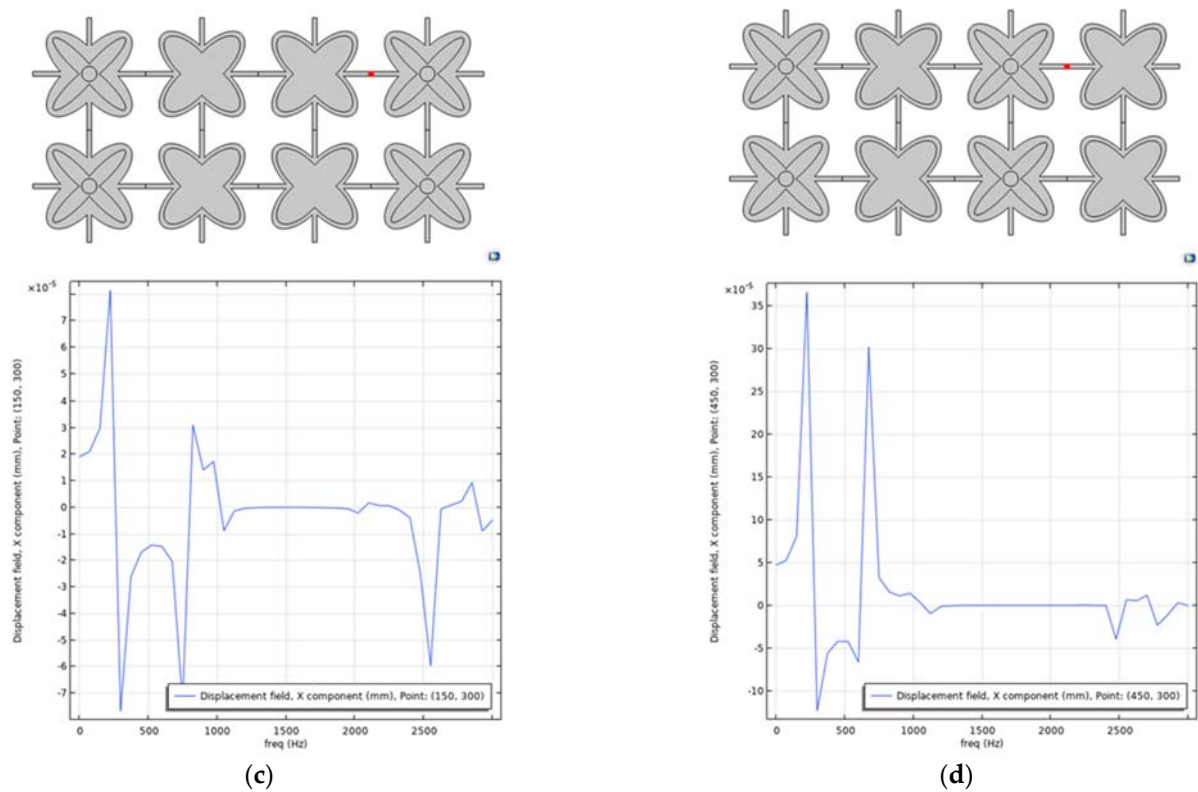 ×10⁻⁵
7
6
5
4
3
2
1
0
-1
-2
-3
-4
-5
-6
-7
Displacement field, X component (mm), Point: (150, 300)
Displacement field, X component (mm), Point: (150, 300)
0 500 1000 1500 2000 2500
freq (Hz)
(c)
×10⁻⁵
35
30
25
20
15
10
5
0
-5
-10
Displacement field, X component (mm), Point: (450, 300)
Displacement field, X component (mm), Point: (450, 300)
0 500 1000 1500 2000 2500
freq (Hz)
(d)